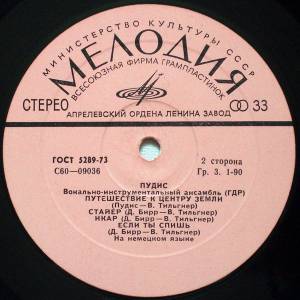 МИНИСТЕРСТВО КУЛЬТУРЫ СССР
МЕЛОДИЯ
ВСЕСОЮЗНАЯ ФИРМА ГРАМПЛАСТИНОК
СТЕРЕО
33
АПРЕЛЕВСКИЙ ОРДЕНА ЛЕНИНА ЗАВОД
ГОСТ 5289-73
2 сторона
С60—09036
Гр. 3. 1-90
ПУДИС
Вокально-инструментальный ансамбль (ГДР)
ПУТЕШЕСТВИЕ К ЦЕНТРУ ЗЕМЛИ
(Пудис—В. Тильгнер)
СТАЙЕР (Д. Бирр—В. Тильгнер)
ИКАР (Д. Бирр—В. Тильгнер)
ЕСЛИ ТЫ СПИШЬ
(Д. Бирр—В. Тильгнер)
На немецком языке